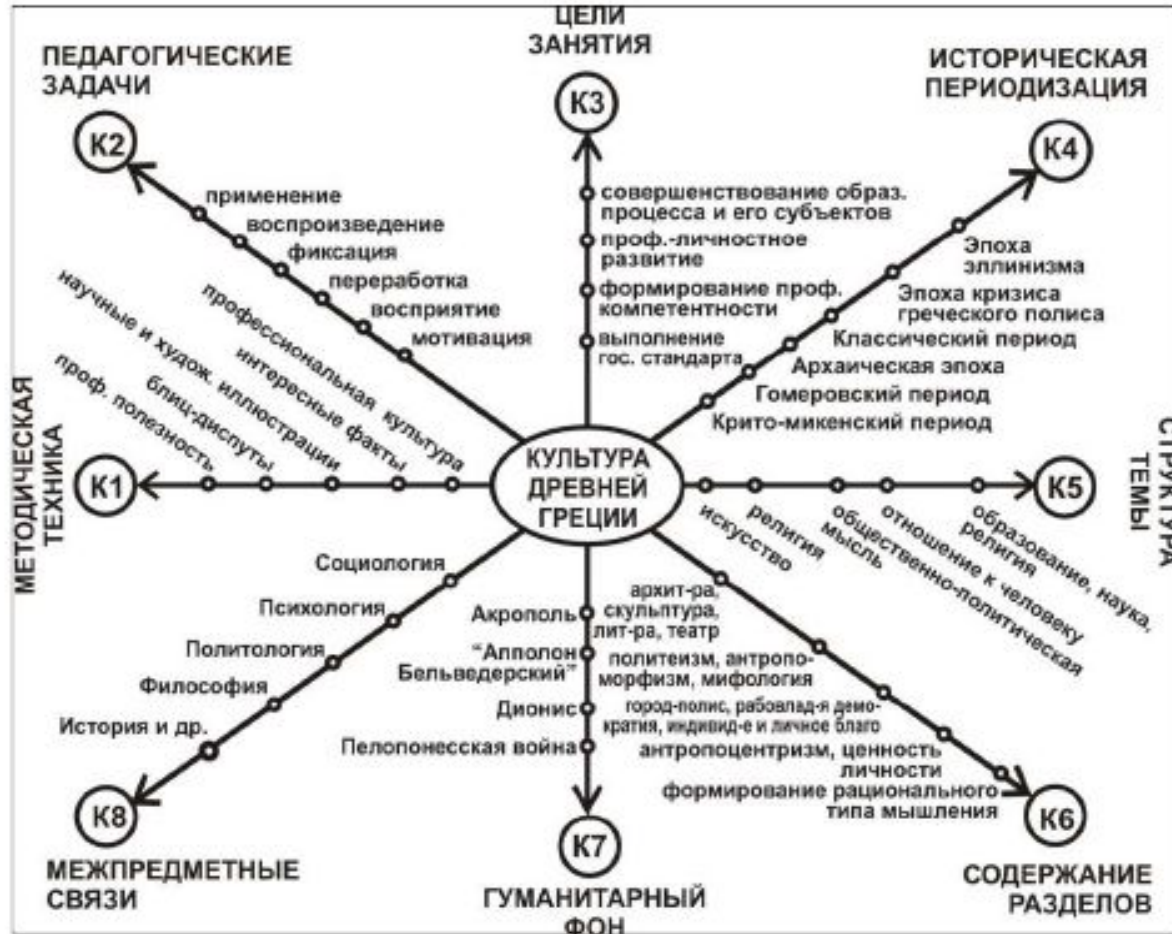 ЦЕЛИ
ЗАНЯТИЯ
К3
совершенствование образ.
процесса и его субъектов
проф.-личностное
развитие
формирование проф.
компетентности
выполнение
гос. стандарта
ПЕДАГОГИЧЕСКИЕ
ЗАДАЧИ
К2
применение
воспроизведение
фиксация
переработка
восприятие
мотивация
ИСТОРИЧЕСКАЯ
ПЕРИОДИЗАЦИЯ
К4
Эпоха
эллинизма
Эпоха кризиса
греческого полиса
Классический период
Архаическая эпоха
Гомеровский период
Крито-микенский период
МЕТОДИЧЕСКАЯ
ТЕХНИКА
К1
проф. полезность
блиц-диспуты
научные и худож. иллюстрации
интересные факты
профессиональная культура
КУЛЬТУРА
ДРЕВНЕЙ
ГРЕЦИИ
СТРУКТУРА
ТЕМЫ
К5
искусство
религия
общественно-политическая
мысль
отношение к человеку
образование, наука,
религия
Социология
Психология
Политология
Философия
История и др.
К8
МЕЖПРЕДМЕТНЫЕ
СВЯЗИ
Акрополь
"Апполон
Бельведерский"
Дионис
Пелопонесская война
К7
ГУМАНИТАРНЫЙ
ФОН
архит-ра,
скульптура,
лит-ра, театр
политеизм, антропо-
морфизм, мифология
город-полис, рабовлад-я демо-
кратия, индивид-е и личное благо
антропоцентризм, ценность
личности
формирование рационального
типа мышления
К6
СОДЕРЖАНИЕ
РАЗДЕЛОВ